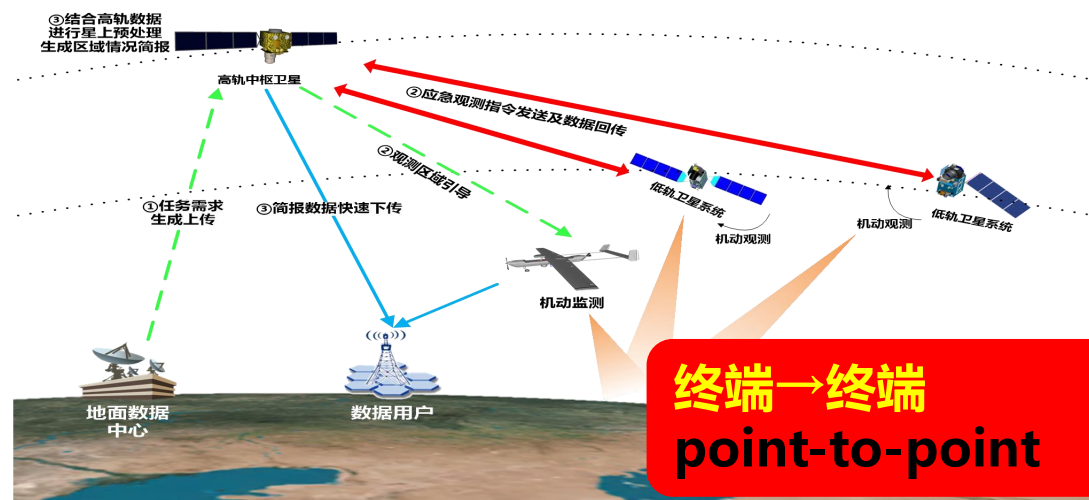 ③结合高轨数据
进行星上预处理
生成区域情况简报
高轨中枢卫星
②应急观测指令发送及数据回传
②观测区域引导
①任务需求
生成上传
③简报数据快速下传
低轨卫星系统
机动观测
机动观测
低轨卫星系统
机动监测
地面数据
中心
数据用户
终端→终端
point-to-point